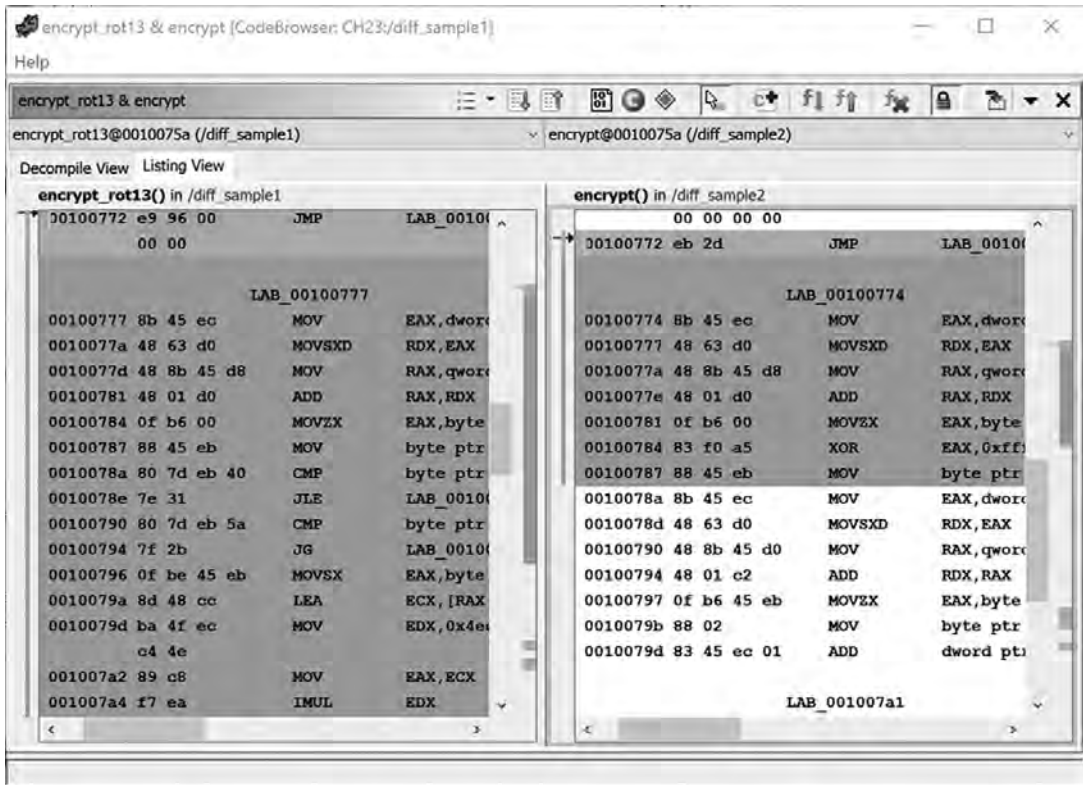 encrypt_rot13 & encrypt [CodeBrowser: CH23:/diff_sample1]
Help
encrypt_rot13 & encrypt
encrypt_rot13@0010075a (/diff_sample1)
encrypt@0010075a (/diff_sample2)
Decompile View Listing View
encrypt_rot13() in /diff_sample1
00100772 e9 96 00 JMP LAB_0010
00 00
LAB_00100777
00100777 8b 45 ec MOV EAX,dword
0010077a 48 63 d0 MOVSXD RDX,EAX
0010077d 48 8b 45 d8 MOV RAX,qword
00100781 48 01 d0 ADD RAX,RDX
00100784 0f b6 00 MOVZX EAX,byte
00100787 88 45 eb MOV byte ptr
0010078a 80 7d eb 40 CMP byte ptr
0010078e 7e 31 JLE LAB_0010
00100790 80 7d eb 5a CMP byte ptr
00100794 7f 2b JG LAB_0010
00100796 0f be 45 eb MOVSX EAX,byte
0010079a 8d 48 cc LEA ECX,[RAX
0010079d ba 4f ec MOV EDX,0x4e
c4 4e
001007a2 89 c8 MOV EAX,ECX
001007a4 f7 ea IMUL EDX
encrypt() in /diff_sample2
00 00 00 00
00100772 eb 2d JMP LAB_0010
LAB_00100774
00100774 8b 45 ec MOV EAX,dword
00100777 48 63 d0 MOVSXD RDX,EAX
0010077a 48 8b 45 d8 MOV RAX,qword
0010077e 48 01 d0 ADD RAX,RDX
00100781 0f b6 00 MOVZX EAX,byte
00100784 83 f0 a5 XOR EAX,0xff
00100787 88 45 eb MOV byte ptr
0010078a 8b 45 ec MOV EAX,dword
0010078d 48 63 d0 MOVSXD RDX,EAX
00100790 48 8b 45 d0 MOV RAX,qword
00100794 48 01 c2 ADD RDX,RAX
00100797 0f b6 45 eb MOVZX EAX,byte
0010079b 88 02 MOV byte ptr
0010079d 83 45 ec 01 ADD dword pt
LAB_001007a1